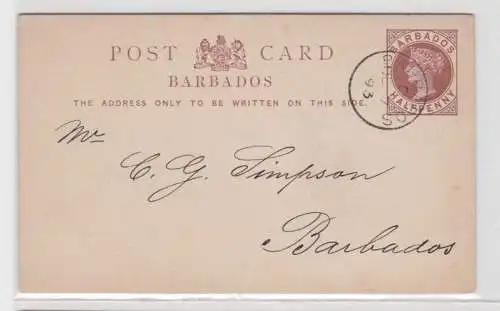 POST CARD
BARBADOS
THE ADDRESS ONLY TO BE WRITTEN ON THIS SIDE.
BARBADOS
HALFPENNY
93
Mr
C. G. Simpson
Barbados